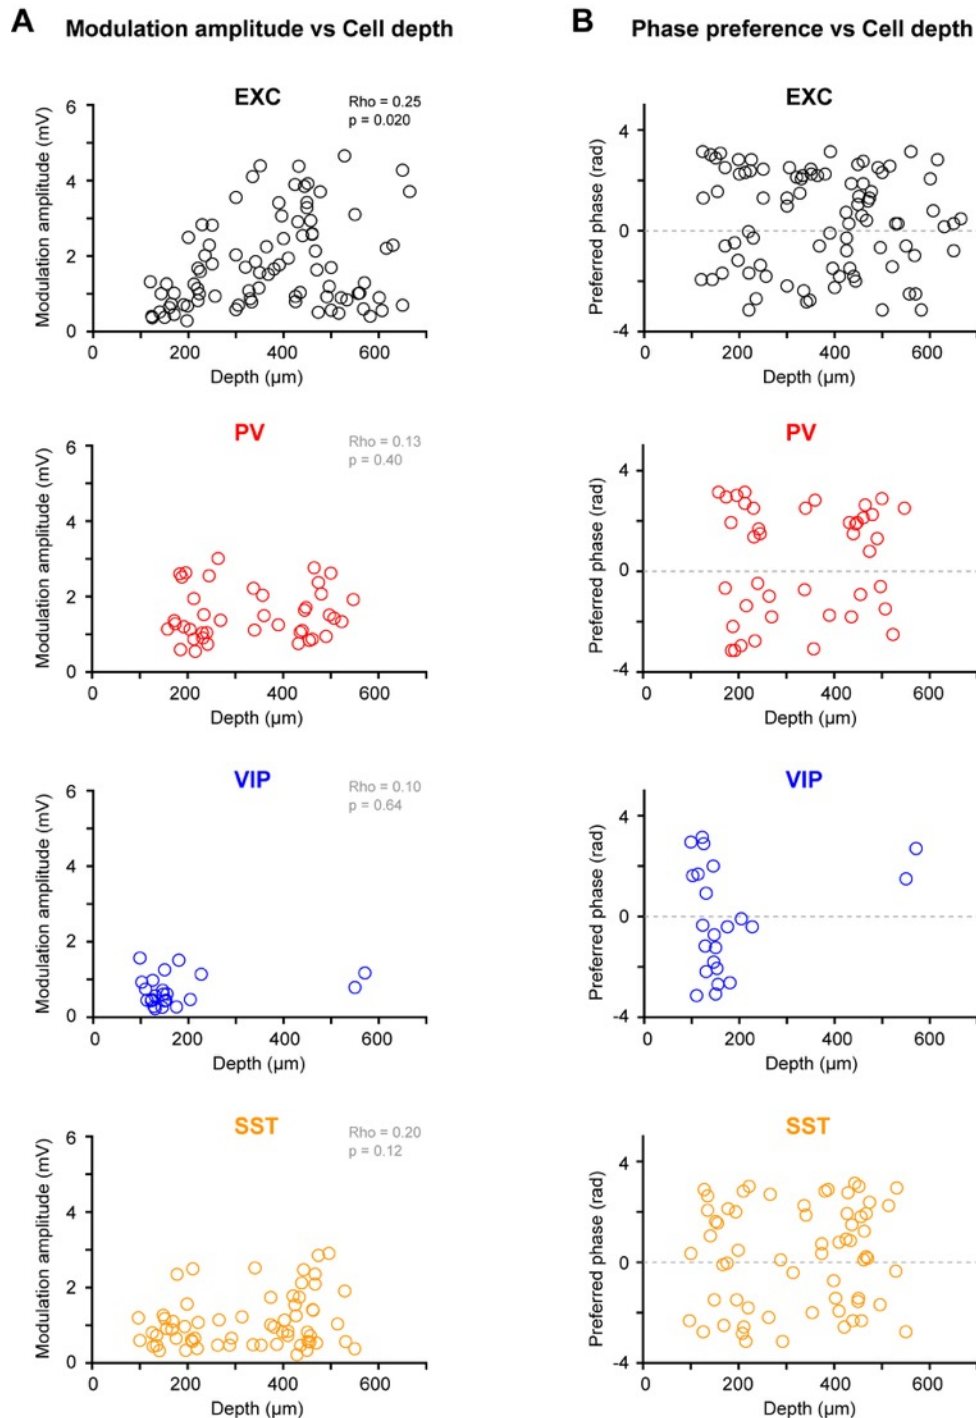 A Modulation amplitude vs Cell depth
EXC
Rho = 0.25
p = 0.020
Modulation amplitude (mV)
6
4
2
0
0 200 400 600
Depth (µm)
PV
Rho = 0.13
p = 0.40
Modulation amplitude (mV)
6
4
2
0
0 200 400 600
Depth (µm)
VIP
Rho = 0.10
p = 0.64
Modulation amplitude (mV)
6
4
2
0
0 200 400 600
Depth (µm)
SST
Rho = 0.20
p = 0.12
Modulation amplitude (mV)
6
4
2
0
0 200 400 600
Depth (µm)
B Phase preference vs Cell depth
EXC
Preferred phase (rad)
4
0
-4
0 200 400 600
Depth (µm)
PV
Preferred phase (rad)
4
0
-4
0 200 400 600
Depth (µm)
VIP
Preferred phase (rad)
4
0
-4
0 200 400 600
Depth (µm)
SST
Preferred phase (rad)
4
0
-4
0 200 400 600
Depth (µm)